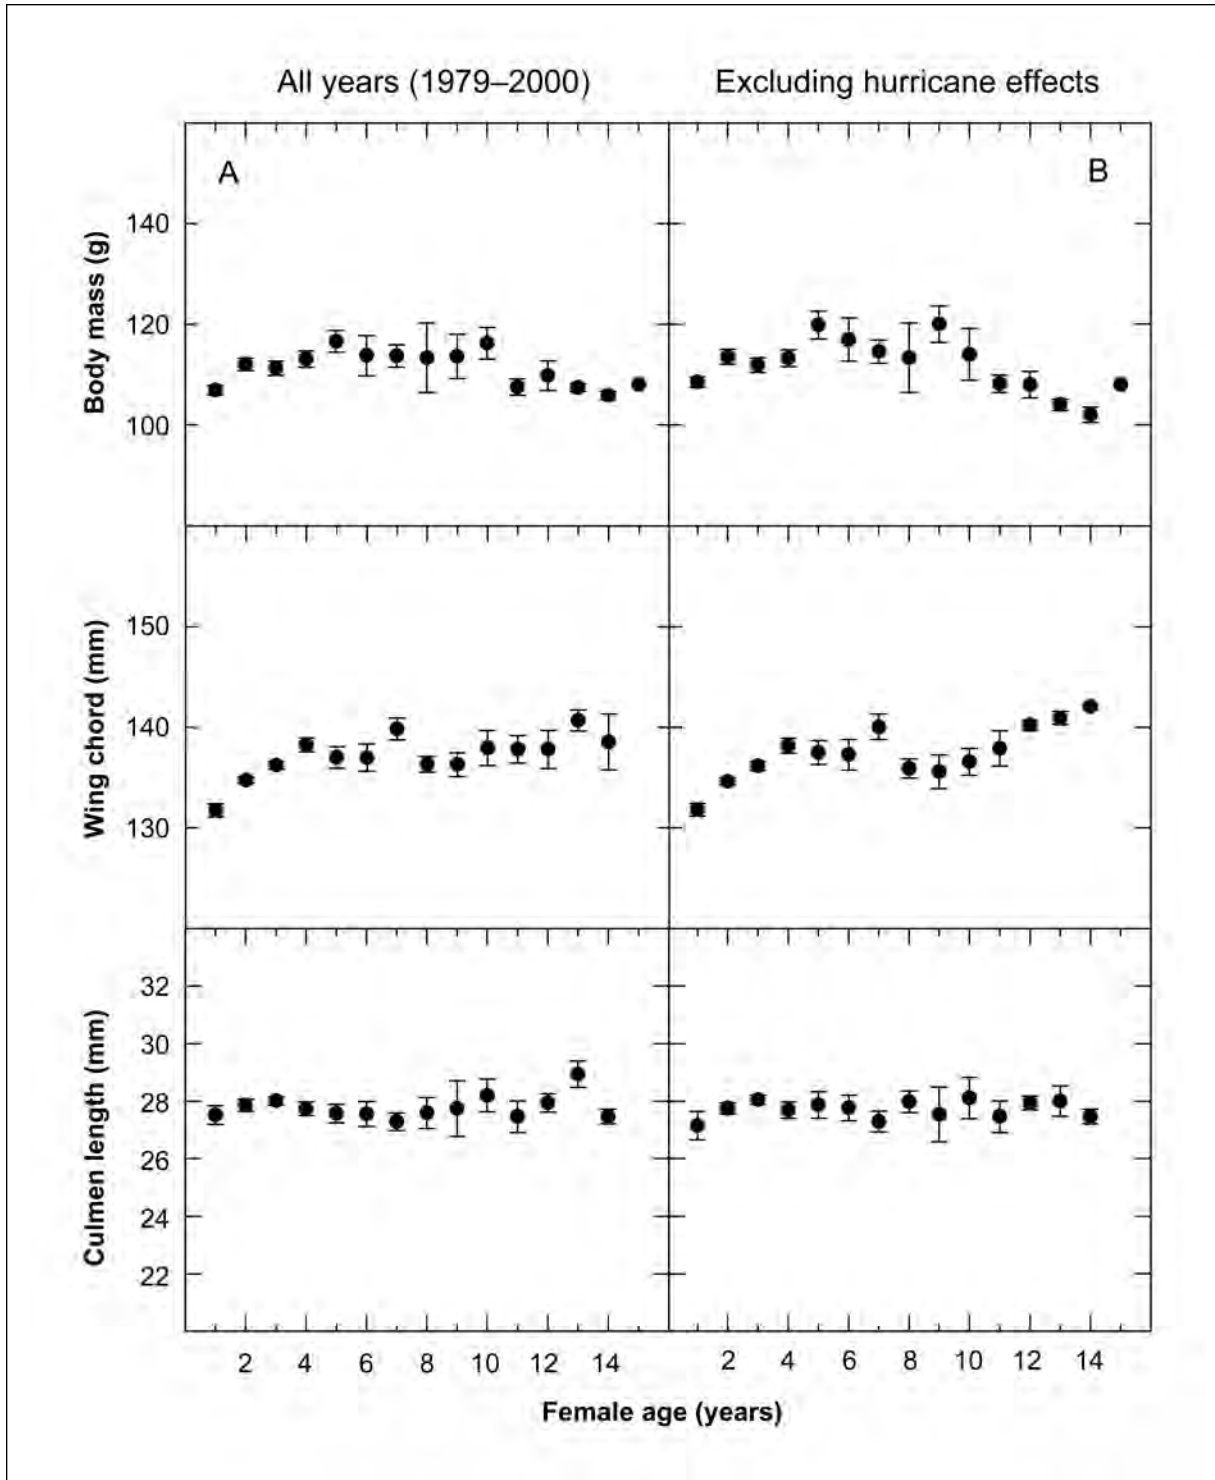 All years (1979–2000)
Excluding hurricane effects
A
B
Body mass (g)
140
120
100
Wing chord (mm)
150
140
130
Culmen length (mm)
32
30
28
26
24
22
2 4 6 8 10 12 14
2 4 6 8 10 12 14
Female age (years)